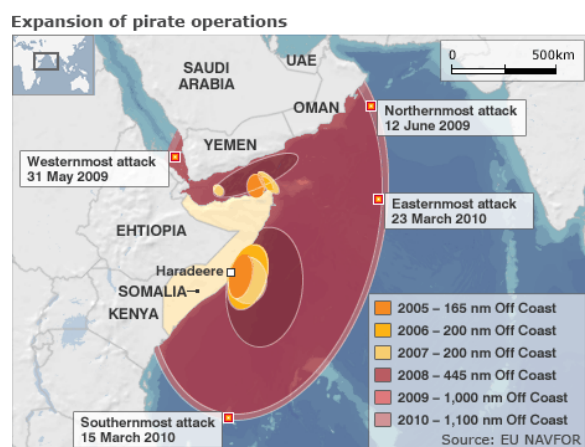 Expansion of pirate operations
SAUDI
ARABIA
UAE
0 500km
OMAN
Northernmost attack
12 June 2009
YEMEN
Westernmost attack
31 May 2009
Easternmost attack
23 March 2010
EHTIOPIA
Haradeere
SOMALIA
KENYA
2005 – 165 nm Off Coast
2006 – 200 nm Off Coast
2007 – 200 nm Off Coast
2008 – 445 nm Off Coast
2009 – 1,000 nm Off Coast
2010 – 1,100 nm Off Coast
Southernmost attack
15 March 2010
Source: EU NAVFOR